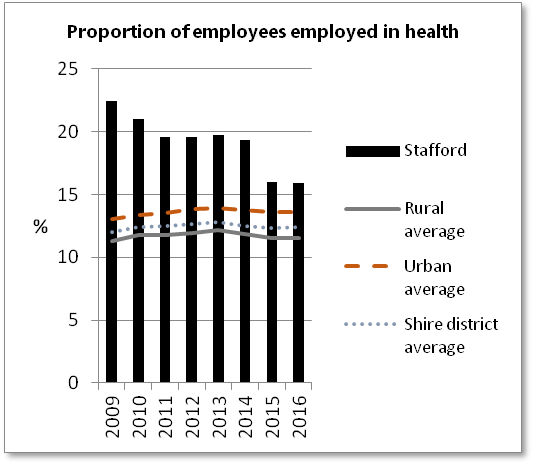 Proportion of employees employed in health
25
20
15
10
5
0
%
2009
2010
2011
2012
2013
2014
2015
2016
Stafford
Rural
average
Urban
average
Shire district
average